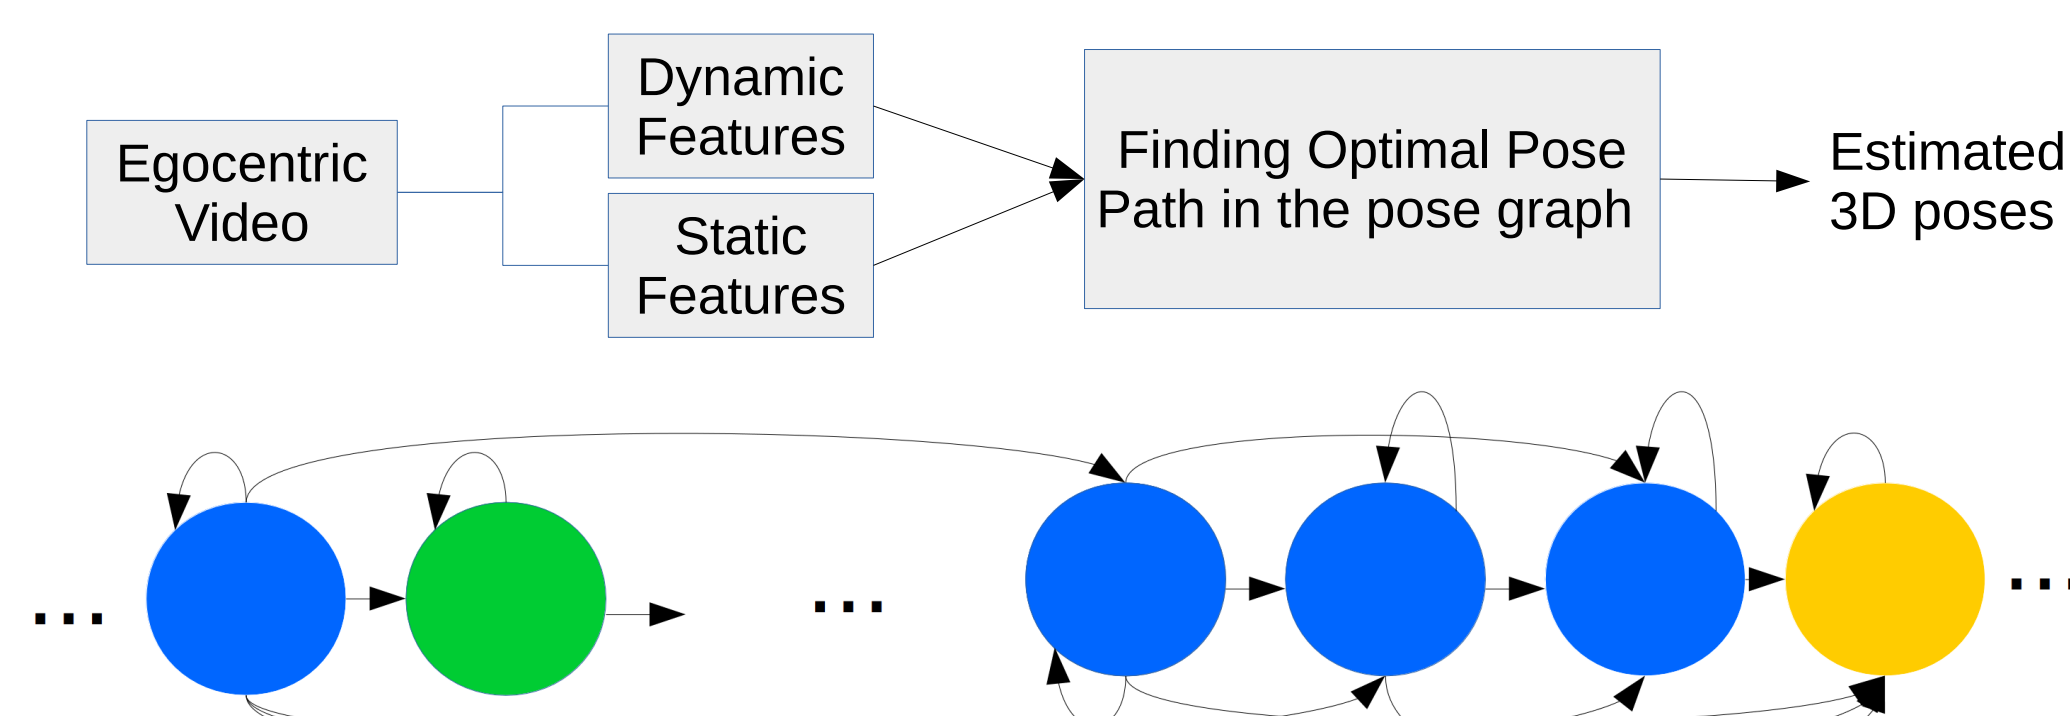 Egocentric
Video
Dynamic
Features
Static
Features
Finding Optimal Pose
Path in the pose graph
Estimated
3D poses
...
...
...